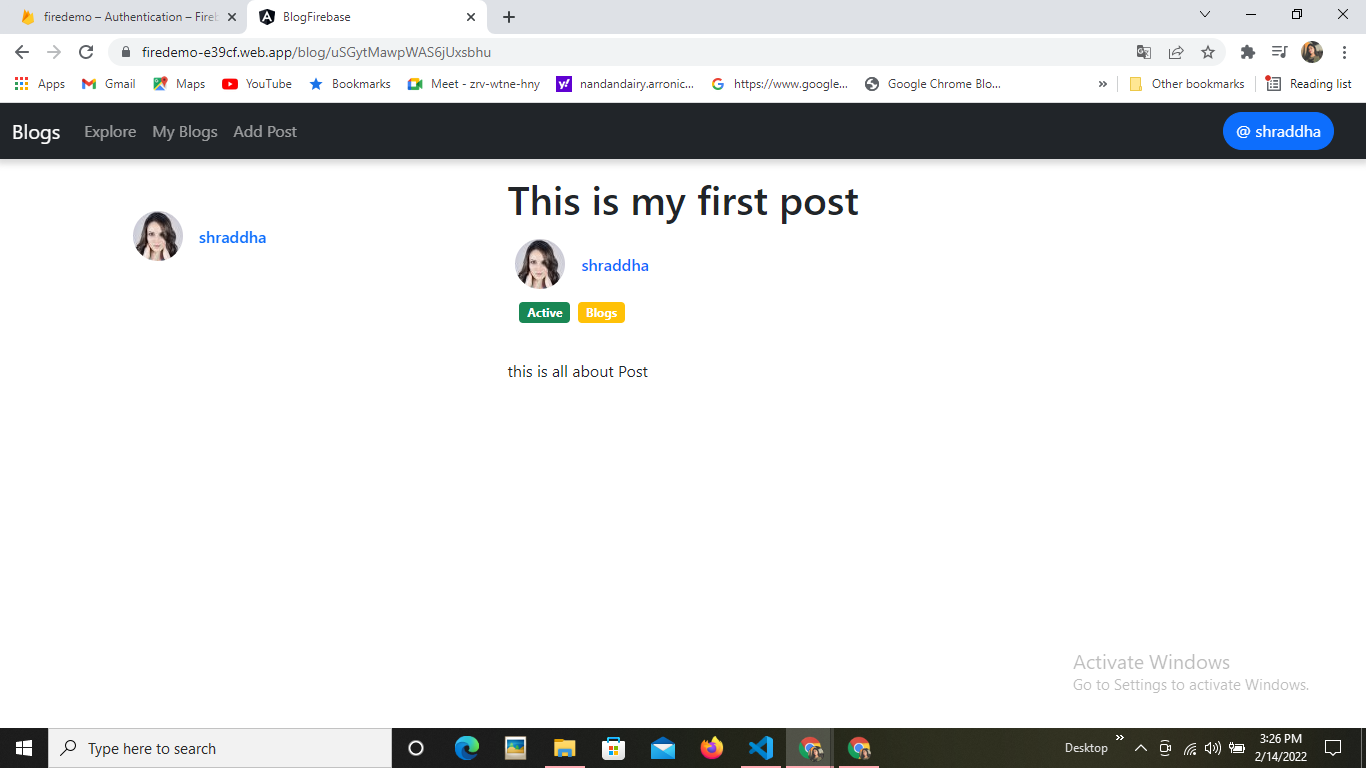 firedemo – Authentication – Fireb
BlogFirebase
firedemo-e39cf.web.app/blog/uSGytMawpWAS6jUxsbhu
Apps Gmail Maps YouTube Bookmarks Meet - zrv-wtne-hny nandandairy.arronic... https://www.google... Google Chrome Blo... » Other bookmarks Reading list
Blogs Explore My Blogs Add Post @ shraddha
This is my first post
shraddha
shraddha
Active Blogs
this is all about Post
Activate Windows
Go to Settings to activate Windows.
Type here to search
Desktop »
3:26 PM
2/14/2022